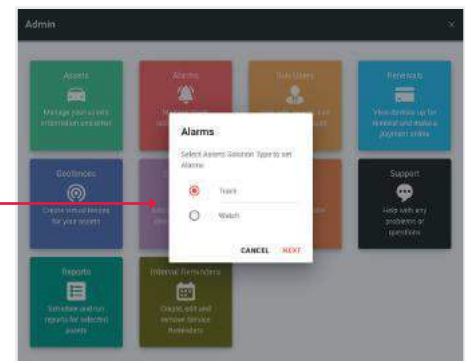 Admin
Assets
Manage your assets
information and other
Alarms
Sub Users
Renewals
View devices up for
renewal and make a
payment online
Alarms
Select Assets Solution Type to set
Alarms
Track
Watch
CANCEL
NEXT
Geofences
Create virtual fences
for your assets
Support
Help with any
problems or
questions
Reports
Schedule and run
reports for selected
assets
Internal Reminders
Create, edit and
remove Service
Reminders